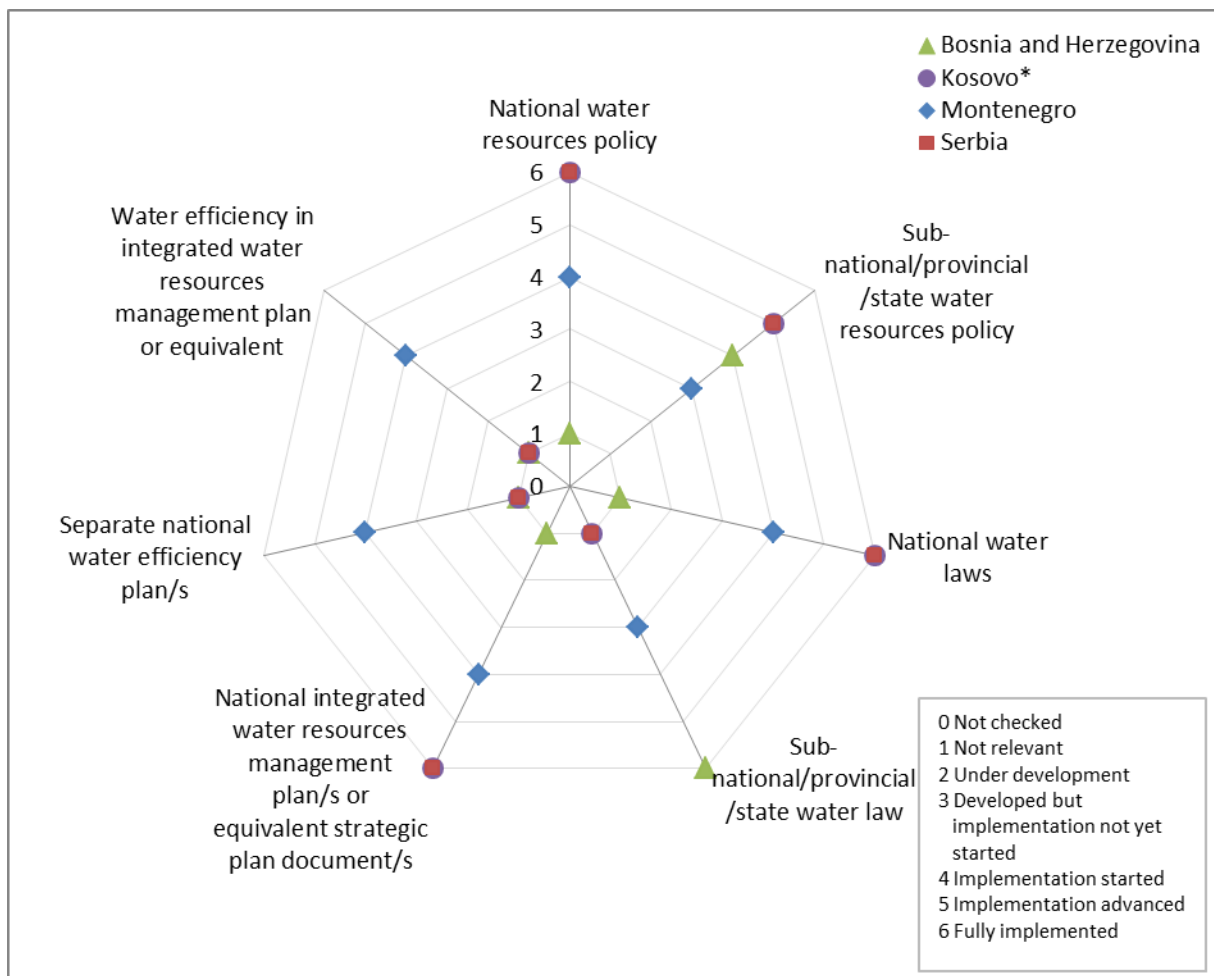 Bosnia and Herzegovina
Kosovo*
Montenegro
Serbia
National water
resources policy
6
5
4
3
2
1
0
Sub-
national/provincial
/state water
resources policy
National water
laws
Sub-
national/provincial
/state water law
National integrated
water resources
management
plan/s or
equivalent strategic
plan document/s
Separate national
water efficiency
plan/s
Water efficiency in
integrated water
resources
management plan
or equivalent
0 Not checked
1 Not relevant
2 Under development
3 Developed but
implementation not yet
started
4 Implementation started
5 Implementation advanced
6 Fully implemented